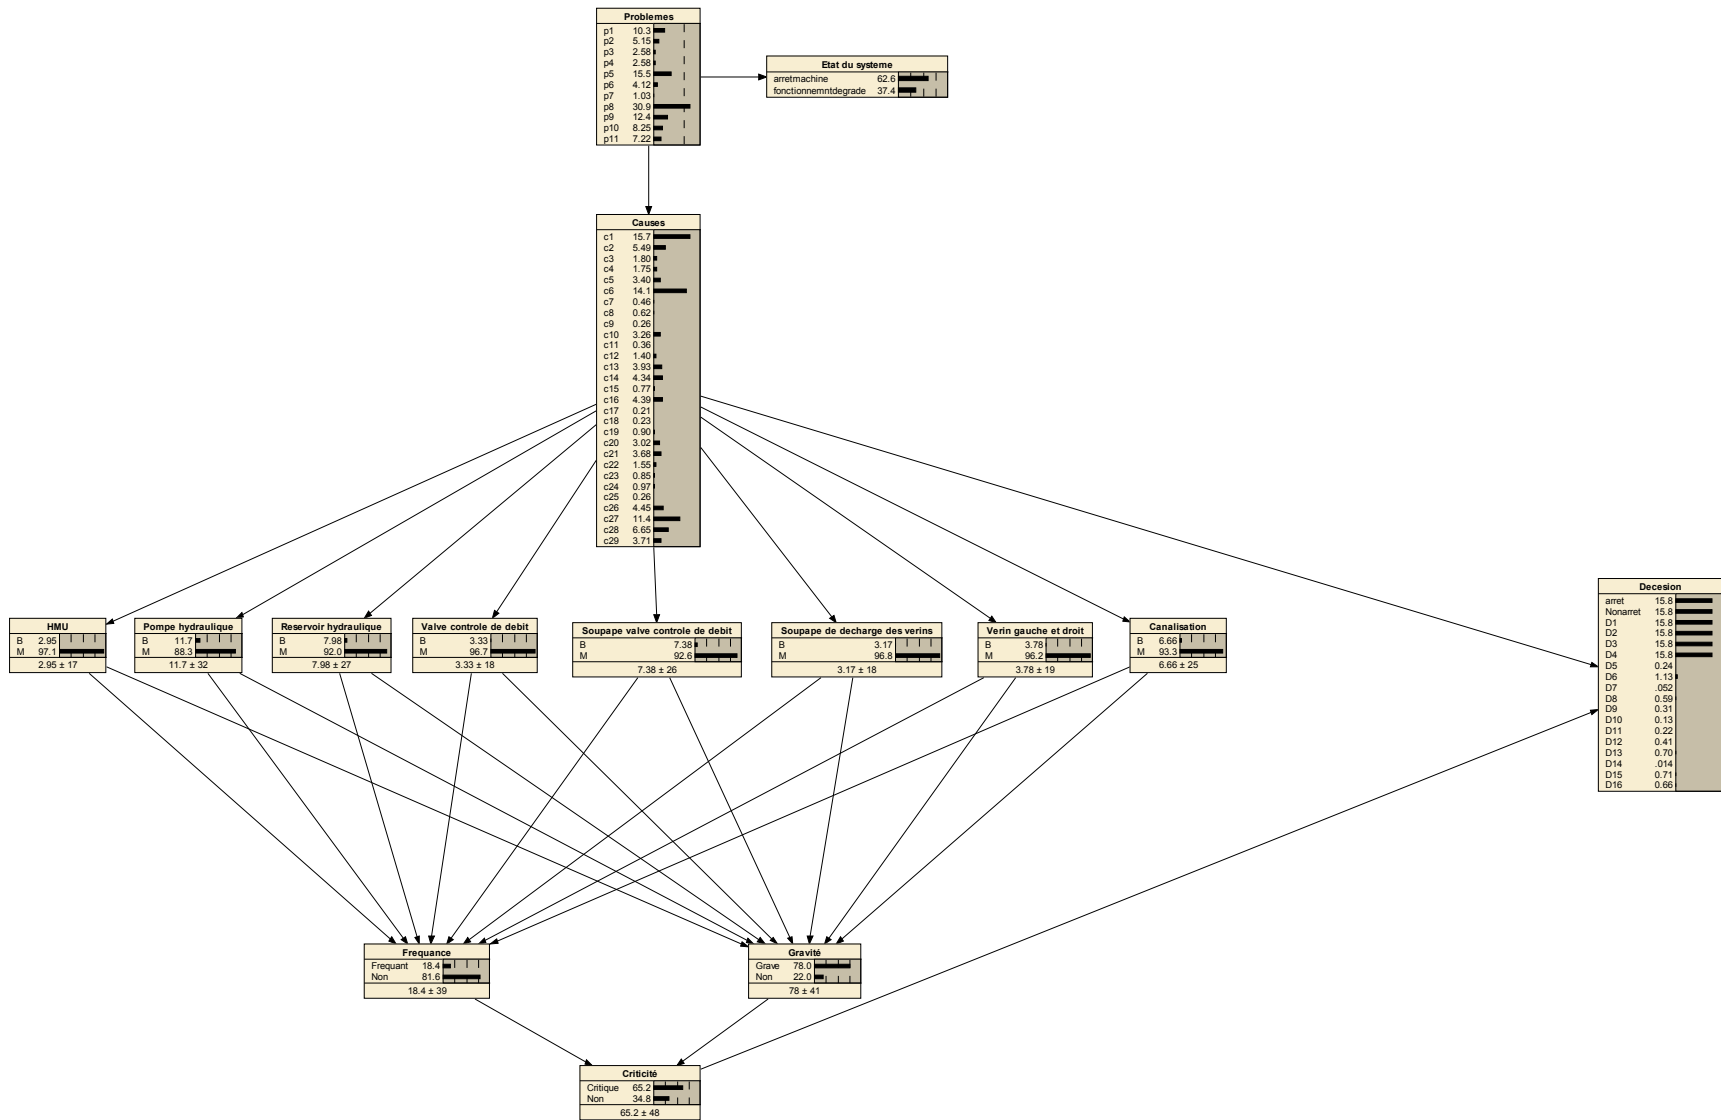 Problemes
p1 10.3
p2 5.15
p3 2.58
p4 2.58
p5 15.5
p6 4.12
p7 1.03
p8 30.9
p9 12.4
p10 8.25
p11 7.22
Etat du systeme
arretmachine 62.6
fonctionnemntdegrade 37.4
Causes
c1 15.7
c2 5.49
c3 1.80
c4 1.75
c5 3.40
c6 14.1
c7 0.46
c8 0.62
c9 0.26
c10 3.26
c11 0.36
c12 1.40
c13 3.93
c14 4.34
c15 0.77
c16 4.39
c17 0.21
c18 0.23
c19 0.90
c20 3.02
c21 3.68
c22 1.55
c23 0.85
c24 0.97
c25 0.26
c26 4.45
c27 11.4
c28 6.65
c29 3.71
HMU
B 2.95
M 97.1
2.95 ± 17
Pompe hydraulique
B 11.7
M 88.3
11.7 ± 32
Reservoir hydraulique
B 7.98
M 92.0
7.98 ± 27
Valve controle de debit
B 3.33
M 96.7
3.33 ± 18
Soupape valve controle de debit
B 7.38
M 92.6
7.38 ± 26
Soupape de decharge des verins
B 3.17
M 96.8
3.17 ± 18
Verin gauche et droit
B 3.78
M 96.2
3.78 ± 19
Canalisation
B 6.66
M 93.3
6.66 ± 25
Décesion
arret 15.8
Nonarret 15.8
D1 15.8
D2 15.8
D3 15.8
D4 15.8
D5 0.24
D6 1.13
D7 .052
D8 0.59
D9 0.31
D10 0.13
D11 0.22
D12 0.41
D13 0.70
D14 .014
D15 0.71
D16 0.66
Frequance
Frequant 18.4
Non 81.6
18.4 ± 39
Gravité
Grave 78.0
Non 22.0
78 ± 41
Criticité
Critique 65.2
Non 34.8
65.2 ± 48